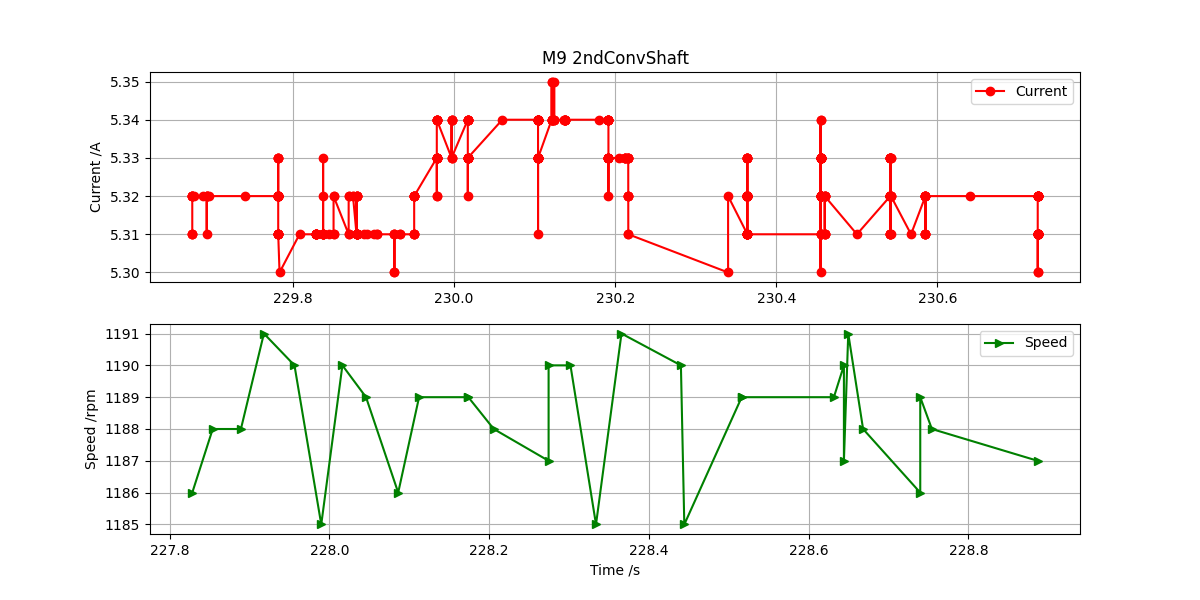 M9 2ndConvShaft
5.35
5.34
5.33
5.32
5.31
5.30
Current /A
Current
229.8 230.0 230.2 230.4 230.6
1191
1190
1189
1188
1187
1186
1185
Speed /rpm
Speed
227.8 228.0 228.2 228.4 228.6 228.8
Time /s